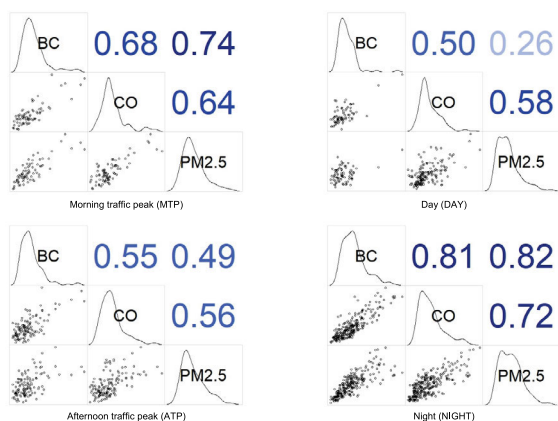 BC 0.68 0.74
CO 0.64
PM2.5
Morning traffic peak (MTP)
BC 0.50 0.26
CO 0.58
PM2.5
Day (DAY)
BC 0.55 0.49
CO 0.56
PM2.5
Afternoon traffic peak (ATP)
BC 0.81 0.82
CO 0.72
PM2.5
Night (NIGHT)